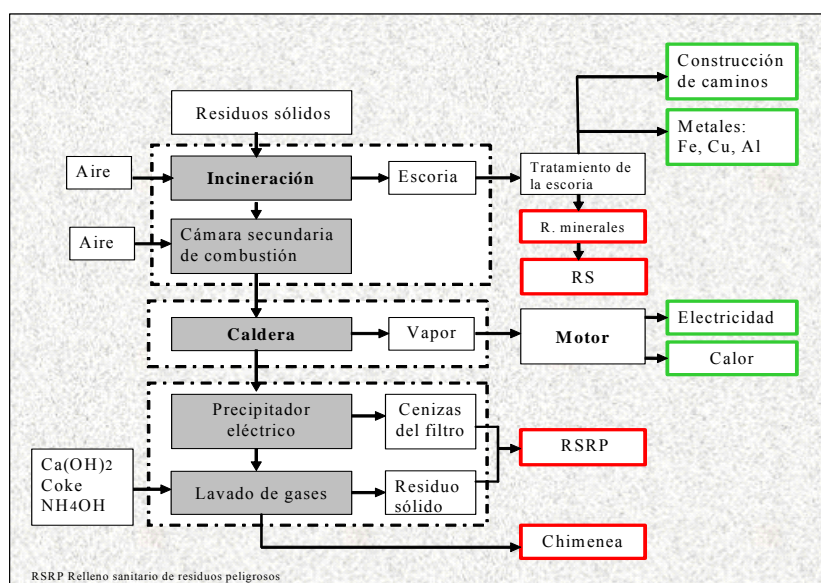 Construcción
de caminos
Residuos sólidos
Metales:
Fe, Cu, Al
Aire
Incineración
Escoria
Tratamiento de
la escoria
R. minerales
Aire
Cámara secundaria
de combustión
RS
Electricidad
Caldera
Vapor
Motor
Calor
Precipitador
eléctrico
Cenizas
del filtro
RSRP
Ca(OH)2
Coke
NH4OH
Lavado de gases
Residuo
sólido
Chimenea
RSRP Relleno sanitario de residuos peligrosos